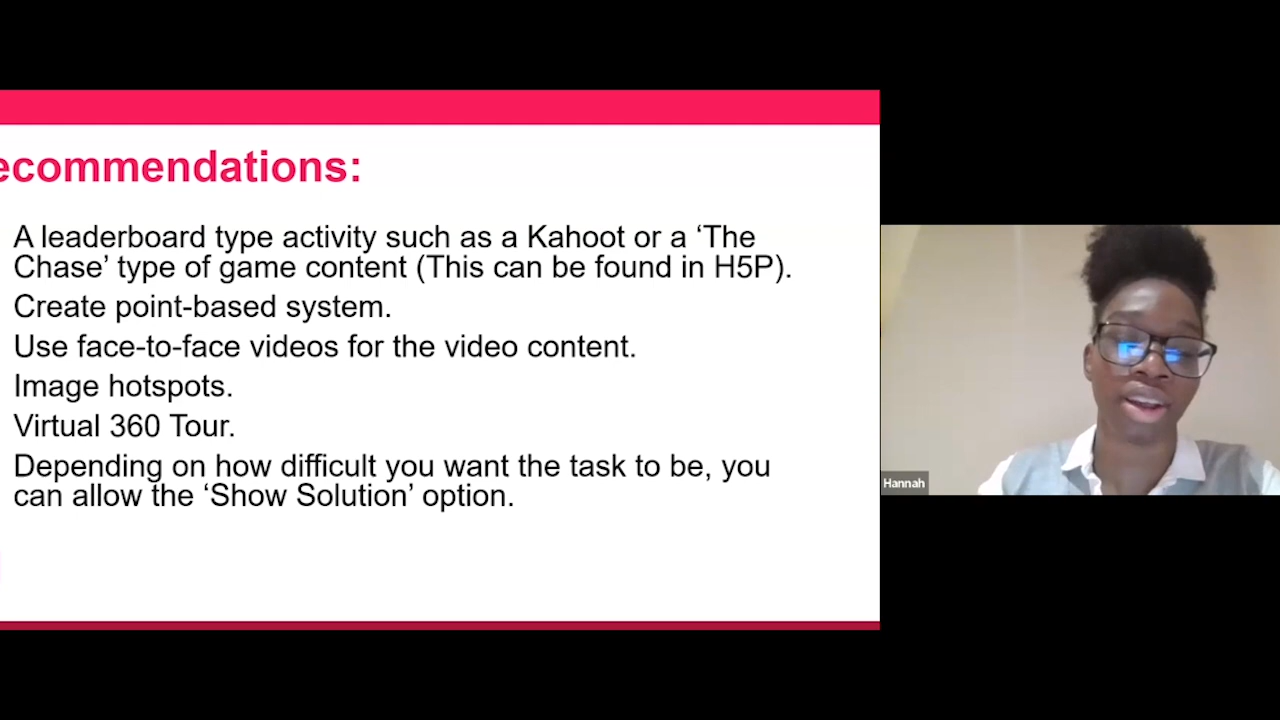 ecommendations:
A leaderboard type activity such as a Kahoot or a ‘The
Chase’ type of game content (This can be found in H5P).
Create point-based system.
Use face-to-face videos for the video content.
Image hotspots.
Virtual 360 Tour.
Depending on how difficult you want the task to be, you
can allow the ‘Show Solution’ option.
Hannah